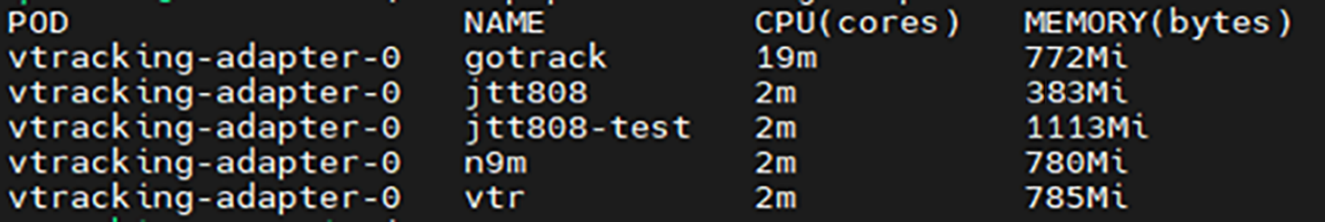 POD NAME CPU(cores) MEMORY(bytes)
vtracking-adapter-0 gotrack 19m 772Mi
vtracking-adapter-0 jtt808 2m 383Mi
vtracking-adapter-0 jtt808-test 2m 1113Mi
vtracking-adapter-0 n9m 2m 780Mi
vtracking-adapter-0 vtr 2m 785Mi